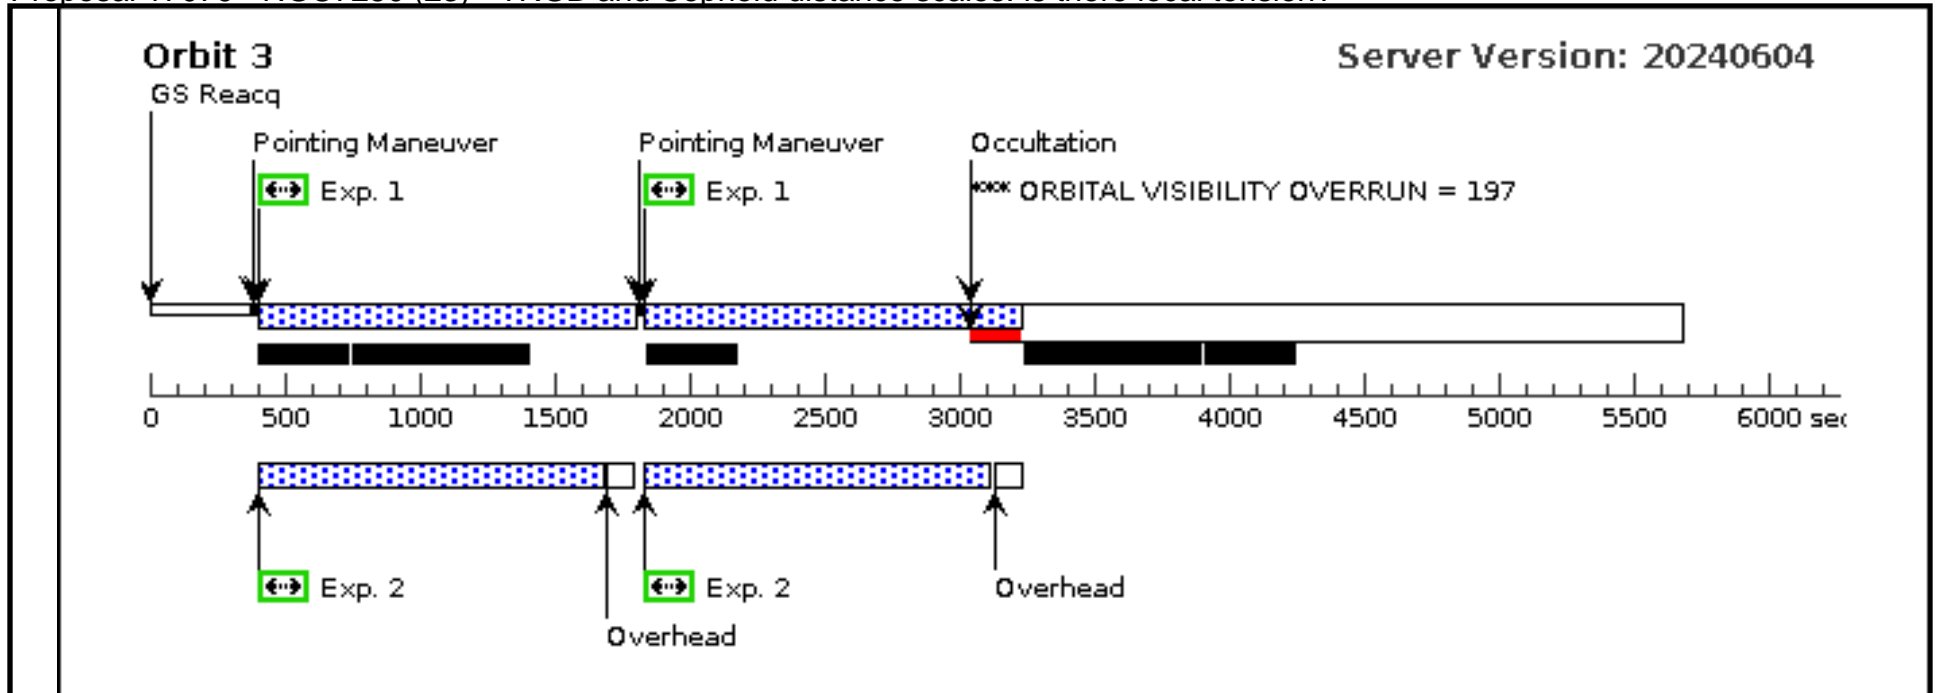 Orbit 3
Server Version: 20240604
GS Reacq
Pointing Maneuver
Pointing Maneuver
Occultation
Exp. 1
Exp. 1
**** ORBITAL VISIBILITY OVERRUN = 197
0 500 1000 1500 2000 2500 3000 3500 4000 4500 5000 5500 6000 sec
Exp. 2
Exp. 2
Overhead
Overhead